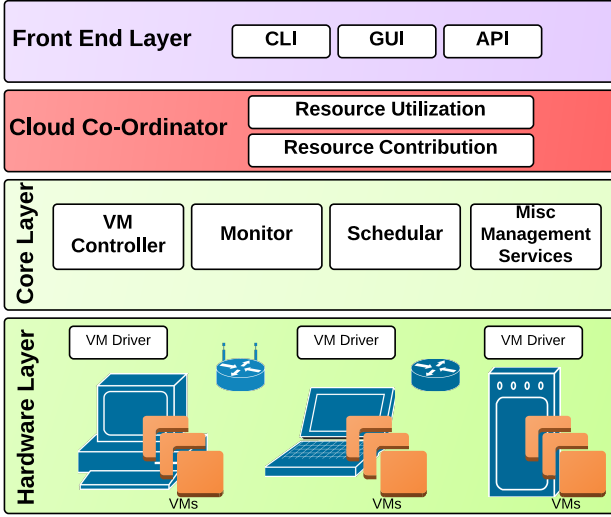 Front End Layer
CLI
GUI
API
Cloud Co-Ordinator
Resource Utilization
Resource Contribution
Core Layer
VM
Controller
Monitor
Schedular
Misc
Management
Services
Hardware Layer
VM Driver
VM Driver
VM Driver
VMs
VMs
VMs